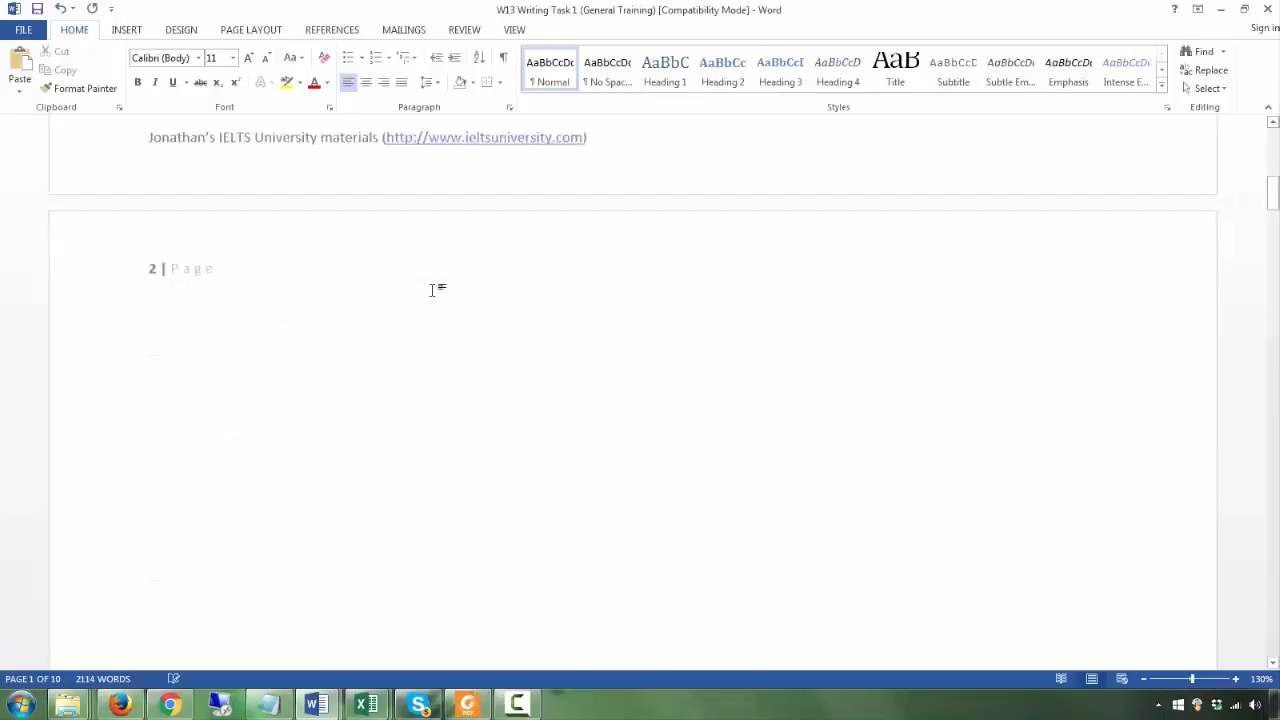 W13 Writing Task 1 (General Training) [Compatibility Mode] - Word
FILE HOME INSERT DESIGN PAGE LAYOUT REFERENCES MAILINGS REVIEW VIEW Sign in
Paste
Cut
Copy
Format Painter
Clipboard
Calibri (Body) 11
Font
Paragraph
AaBbCcDc AaBbCcDc AaBbC AaBbCc AaBbCcI AaBbCcD AaB AaBbCcD AaBbCcDc AaBbCcDc AaBbCcDc
¶ Normal ¶ No Spac... Heading 1 Heading 2 Heading 3 Heading 4 Title Subtitle Subtle Em... Emphasis Intense E...
Styles
Find
Replace
Select
Editing
Jonathan's IELTS University materials (http://www.ieltsuniversity.com)
2 | Page
PAGE 1 OF 10 2114 WORDS 130%